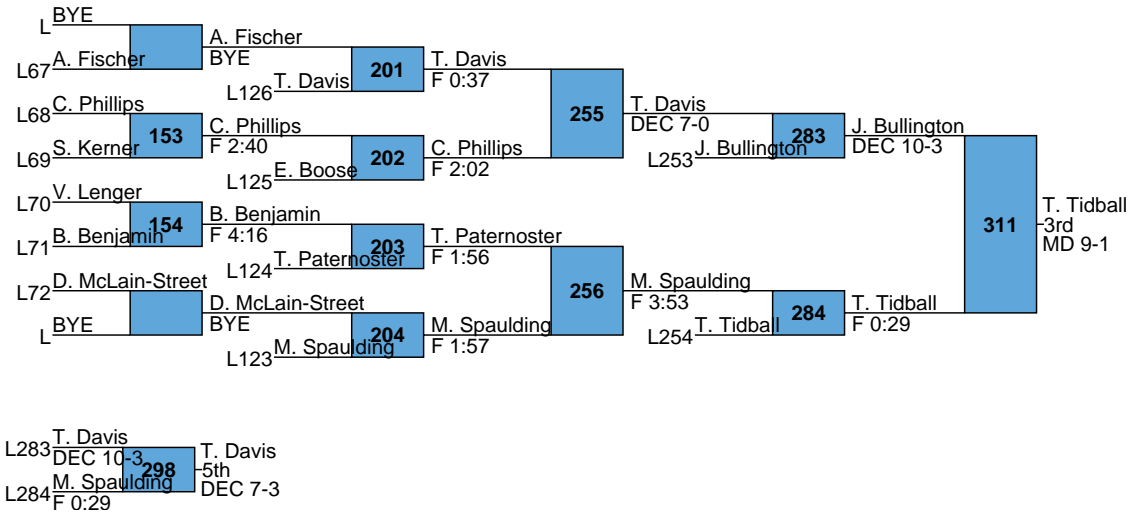 L BYE
L67 A. Fischer
A. Fischer
BYE
L126 T. Davis
201
T. Davis
F 0:37
L68 C. Phillips
L69 S. Kerner
153
C. Phillips
F 2:40
L125 E. Boose
202
C. Phillips
F 2:02
255
T. Davis
DEC 7-0
L253 J. Bullington
283
J. Bullington
DEC 10-3
L70 V. Lenger
L71 B. Benjamin
154
B. Benjamin
F 4:16
L124 T. Paternoster
203
T. Paternoster
F 1:56
L72 D. McLain-Street
L BYE
D. McLain-Street
BYE
L123 M. Spaulding
204
M. Spaulding
F 1:57
256
M. Spaulding
F 3:53
L254 T. Tidball
284
T. Tidball
F 0:29
311
T. Tidball
3rd
MD 9-1
L283 T. Davis
DEC 10-3
L284 M. Spaulding
F 0:29
298
T. Davis
5th
DEC 7-3